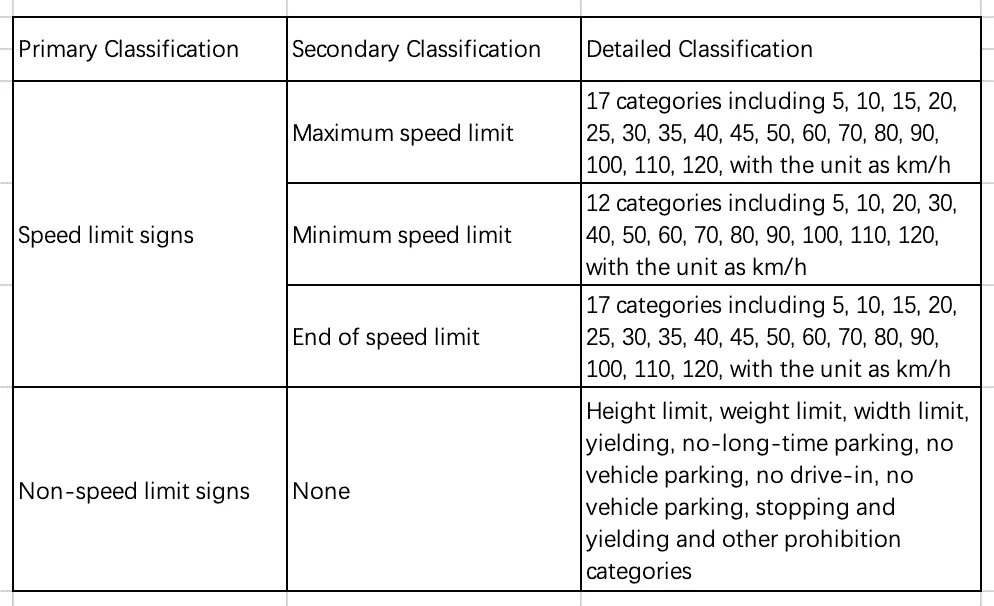 Primary Classification
Secondary Classification
Detailed Classification
Speed limit signs
Maximum speed limit
17 categories including 5, 10, 15, 20,
25, 30, 35, 40, 45, 50, 60, 70, 80, 90,
100, 110, 120, with the unit as km/h
Minimum speed limit
12 categories including 5, 10, 20, 30,
40, 50, 60, 70, 80, 90, 100, 110, 120,
with the unit as km/h
End of speed limit
17 categories including 5, 10, 15, 20,
25, 30, 35, 40, 45, 50, 60, 70, 80, 90,
100, 110, 120, with the unit as km/h
Non-speed limit signs
None
Height limit, weight limit, width limit,
yielding, no-long-time parking, no
vehicle parking, no drive-in, no
vehicle parking, stopping and
yielding and other prohibition
categories